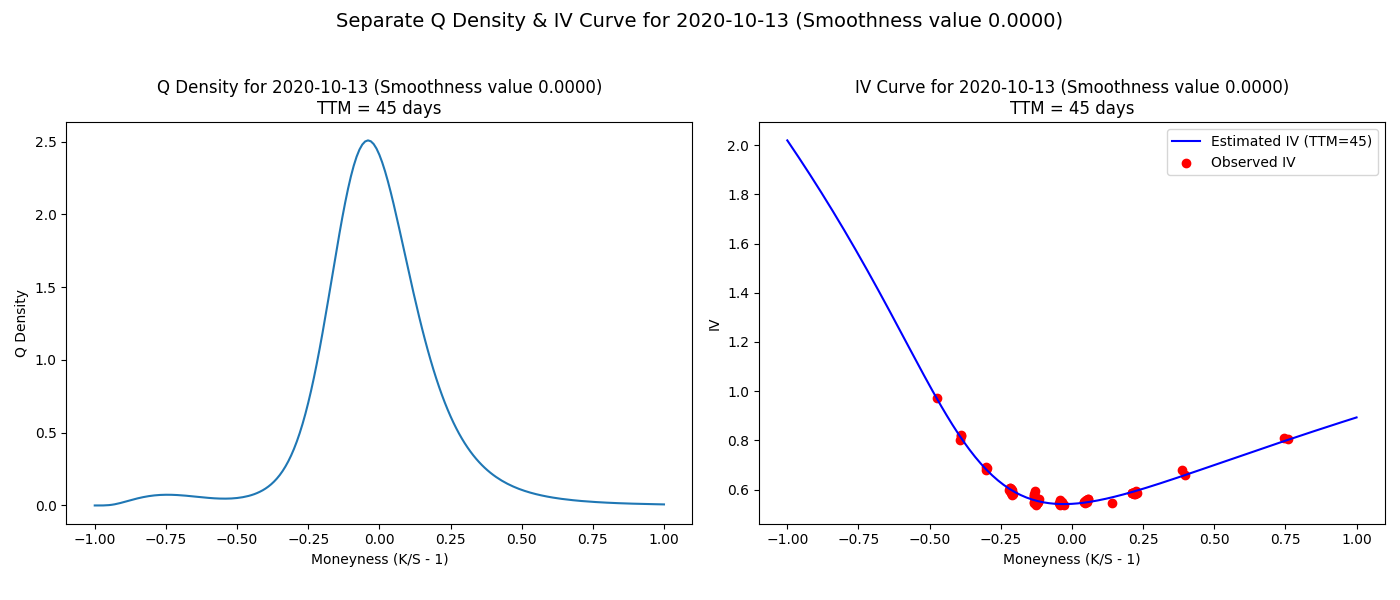 Separate Q Density & IV Curve for 2020-10-13 (Smoothness value 0.0000)
Q Density for 2020-10-13 (Smoothness value 0.0000)
TTM = 45 days
2.5
2.0
1.5
1.0
0.5
0.0
Q Density
−1.00 −0.75 −0.50 −0.25 0.00 0.25 0.50 0.75 1.00
Moneyness (K/S - 1)
IV Curve for 2020-10-13 (Smoothness value 0.0000)
TTM = 45 days
Estimated IV (TTM=45)
Observed IV
2.0
1.8
1.6
1.4
1.2
1.0
0.8
0.6
IV
−1.00 −0.75 −0.50 −0.25 0.00 0.25 0.50 0.75 1.00
Moneyness (K/S - 1)